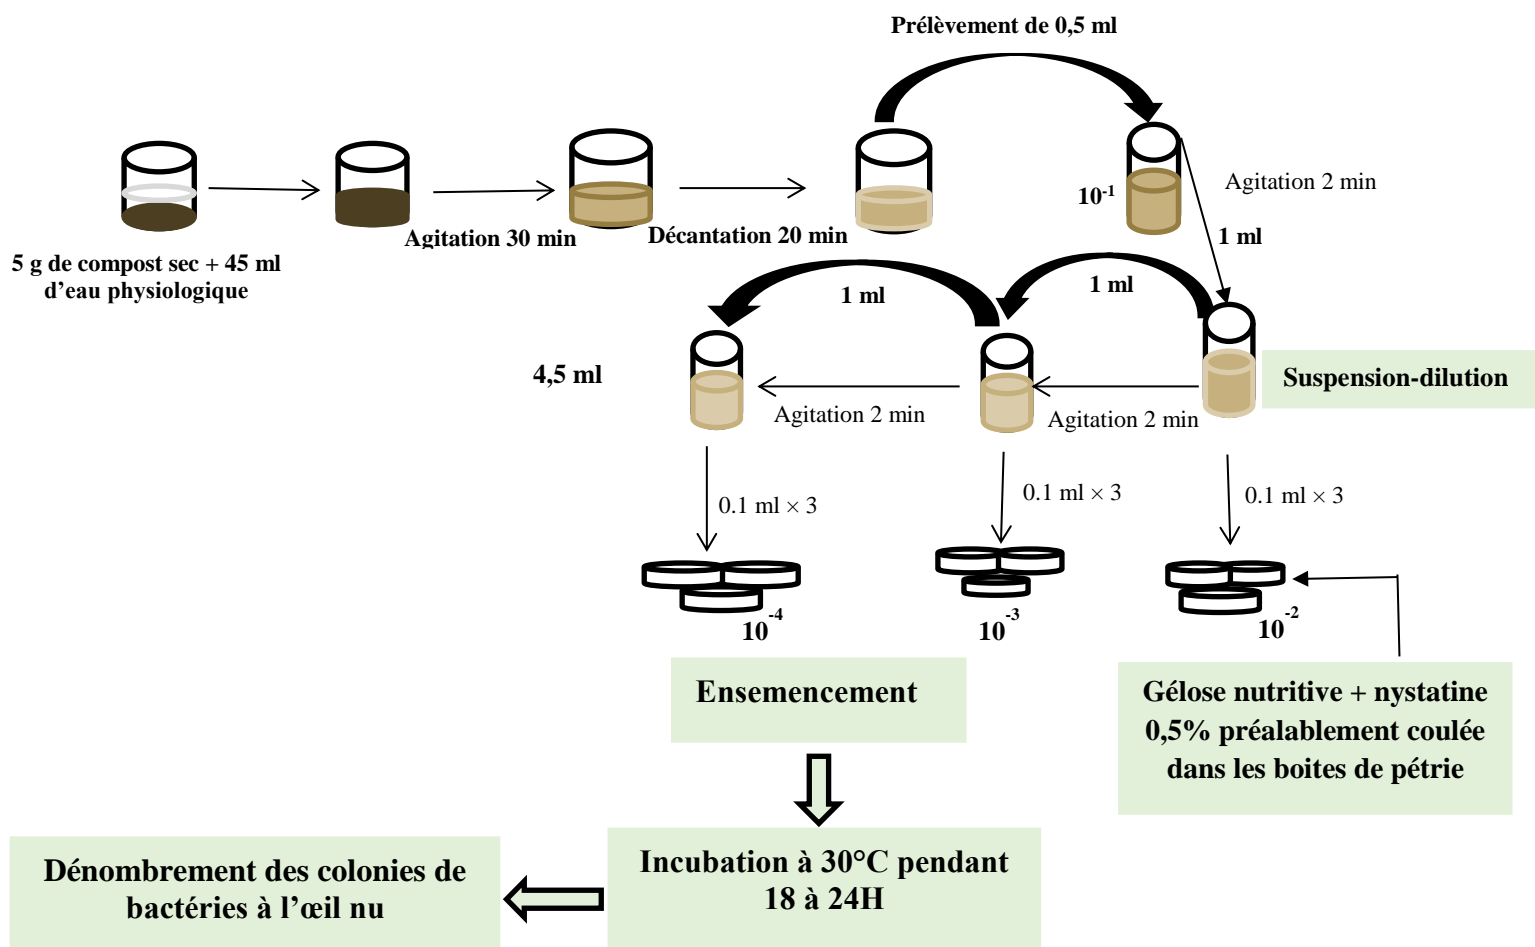 Prélèvement de 0,5 ml
5 g de compost sec + 45 ml
d’eau physiologique
Agitation 30 min
Décantation 20 min
10-1
Agitation 2 min
1 ml
1 ml
1 ml
4,5 ml
Suspension-dilution
Agitation 2 min
Agitation 2 min
0.1 ml × 3
0.1 ml × 3
0.1 ml × 3
10-4
10-3
10-2
Ensemencement
Gélose nutritive + nystatine
0,5% préalablement coulée
dans les boites de pétrie
Incubation à 30°C pendant
18 à 24H
Dénombrement des colonies de
bactéries à l’œil nu